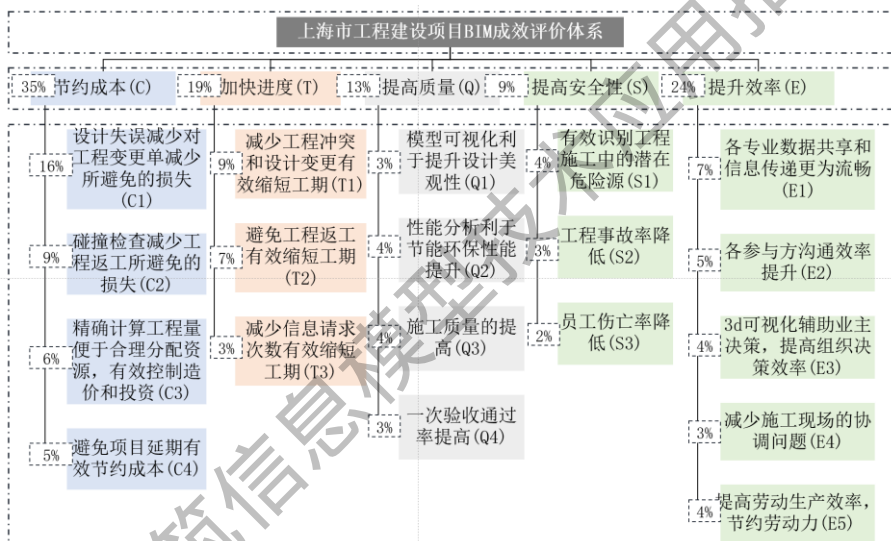 上海市工程建设项目BIM成效评价体系
35% 节约成本(C)
19% 加快进度(T)
13% 提高质量(Q)
9% 提高安全性(S)
24% 提升效率(E)
16%
设计失误减少对
工程变更单减少
所避免的损失
(C1)
9%
碰撞检查减少工
程返工所避免的
损失(C2)
6%
精确计算工程量
便于合理分配资
源，有效控制造
价和投资(C3)
5%
避免项目延期有
效节约成本(C4)
9%
减少工程冲突
和设计变更有
效缩短工期(T1)
7%
避免工程返工
有效缩短工期
(T2)
3%
减少信息请求
次数有效缩短
工期(T3)
3%
模型可视化利
于提升设计美
观性(Q1)
4%
性能分析利于
节能环保性能
提升(Q2)
4%
施工质量的提
高(Q3)
3%
一次验收通过
率提高(Q4)
4%
有效识别工程
施工中的潜在
危险源(S1)
3%
工程事故率降
低(S2)
2%
员工伤亡率降
低(S3)
7%
各专业数据共享和
信息传递更为流畅
(E1)
5%
各参与方沟通效率
提升(E2)
4%
3d可视化辅助业主
决策，提高组织决
策效率(E3)
3%
减少施工现场的协
调问题(E4)
4%
提高劳动生产效率，
节约劳动力(E5)
筑信息模型技术应用推